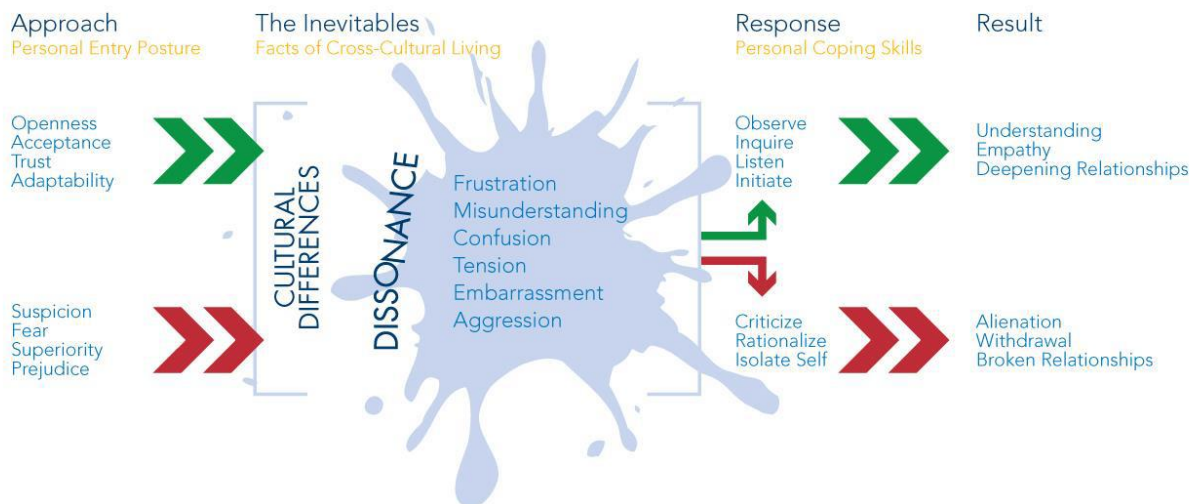 Approach
Personal Entry Posture
The Inevitables
Facts of Cross-Cultural Living
Response
Personal Coping Skills
Result
Openness
Acceptance
Trust
Adaptability
Suspicion
Fear
Superiority
Prejudice
CULTURAL
DIFFERENCES
DISSONANCE
Frustration
Misunderstanding
Confusion
Tension
Embarrassment
Aggression
Observe
Inquire
Listen
Initiate
Criticize
Rationalize
Isolate Self
Understanding
Empathy
Deepening Relationships
Alienation
Withdrawal
Broken Relationships